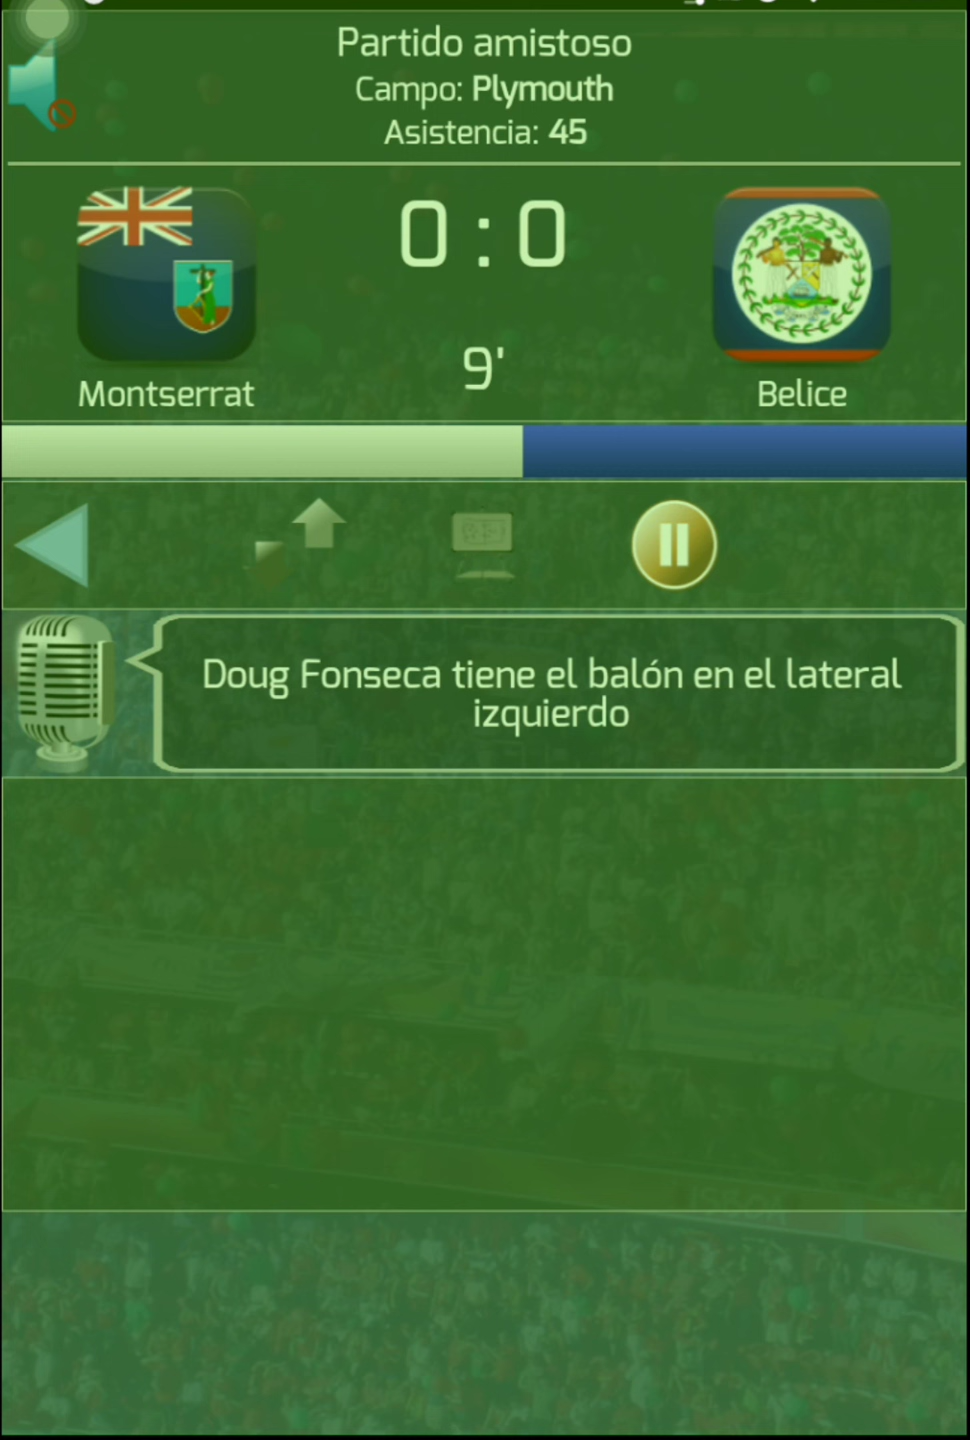 Partido amistoso
Campo: Plymouth
Asistencia: 45
0 : 0
9'
Montserrat
Belice
Doug Fonseca tiene el balón en el lateral
izquierdo